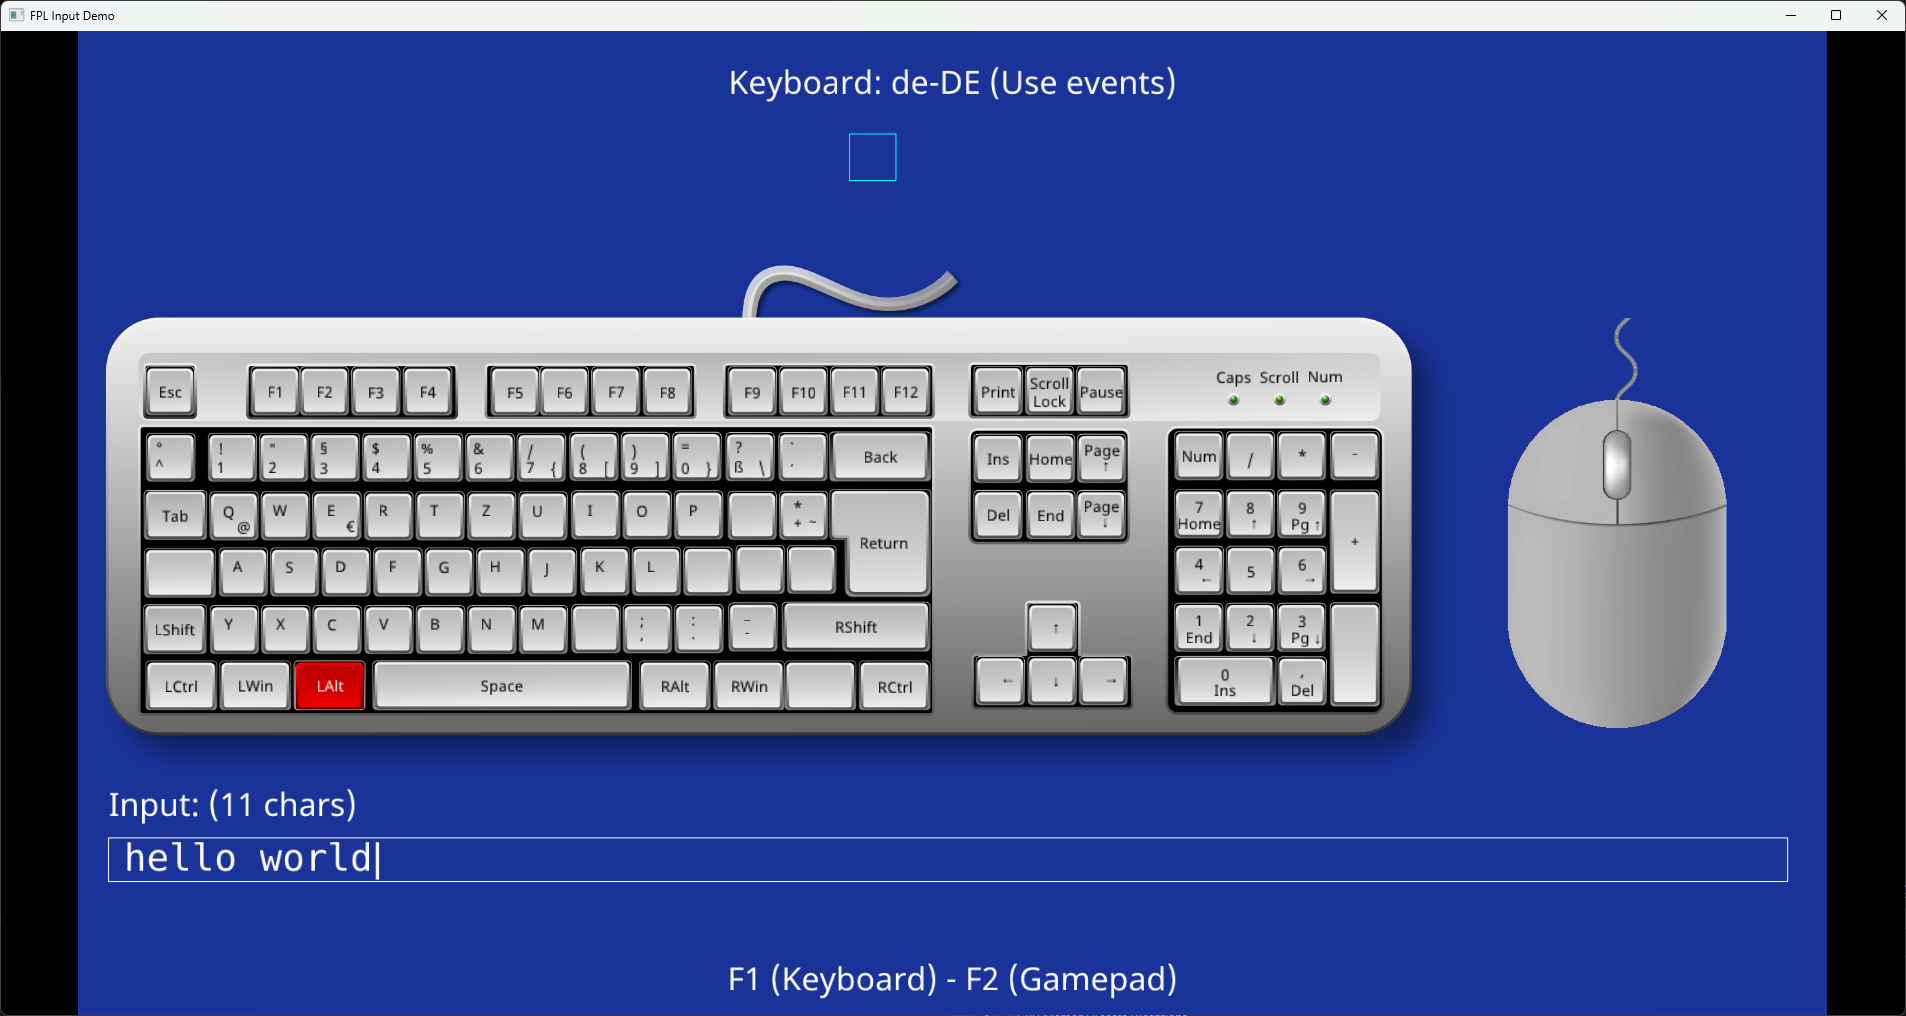 FPL Input Demo
Keyboard: de-DE (Use events)
Caps Scroll Num
Esc F1 F2 F3 F4 F5 F6 F7 F8 F9 F10 F11 F12 Print Scroll Lock Pause
° ^ ! 1 " 2 § 3 $ 4 % 5 & 6 / 7 { ( 8 [ ) 9 ] = 0 } ? ß \ ` ´ Back Ins Home Page ↑ Num / * -
Tab Q @ W E € R T Z U I O P * + ~ Return Del End Page ↓ 7 Home 8 ↑ 9 Pg ↑ +
A S D F G H J K L 4 ← 5 6 →
LShift Y X C V B N M ; , : . _ - RShift ↑ 1 End 2 ↓ 3 Pg ↓
LCtrl LWin LAlt Space RAlt RWin RCtrl ← ↓ → 0 Ins , Del
Input: (11 chars)
hello world
F1 (Keyboard) - F2 (Gamepad)